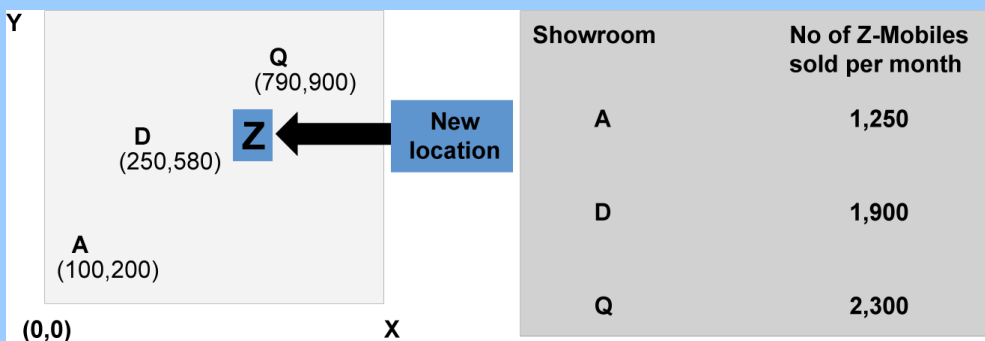 Y
Q
(790,900)
D
(250,580)
Z
New
location
A
(100,200)
(0,0)
X
Showroom No of Z-Mobiles
sold per month
A 1,250
D 1,900
Q 2,300